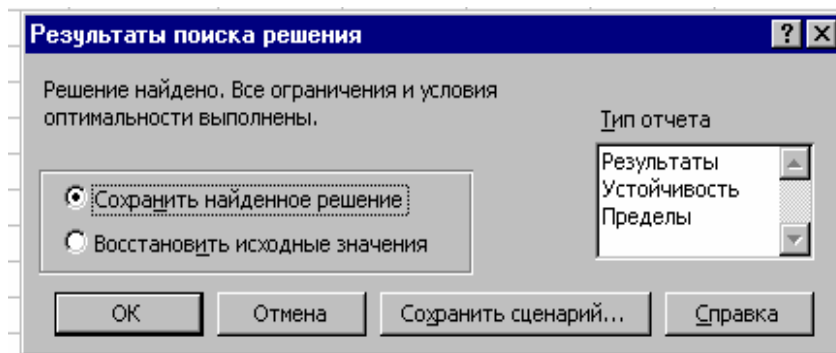 Результаты поиска решения
Решение найдено. Все ограничения и условия
оптимальности выполнены.
Тип отчета
Результаты
Устойчивость
Пределы
Сохранить найденное решение
Восстановить исходные значения
ОК
Отмена
Сохранить сценарий...
Справка